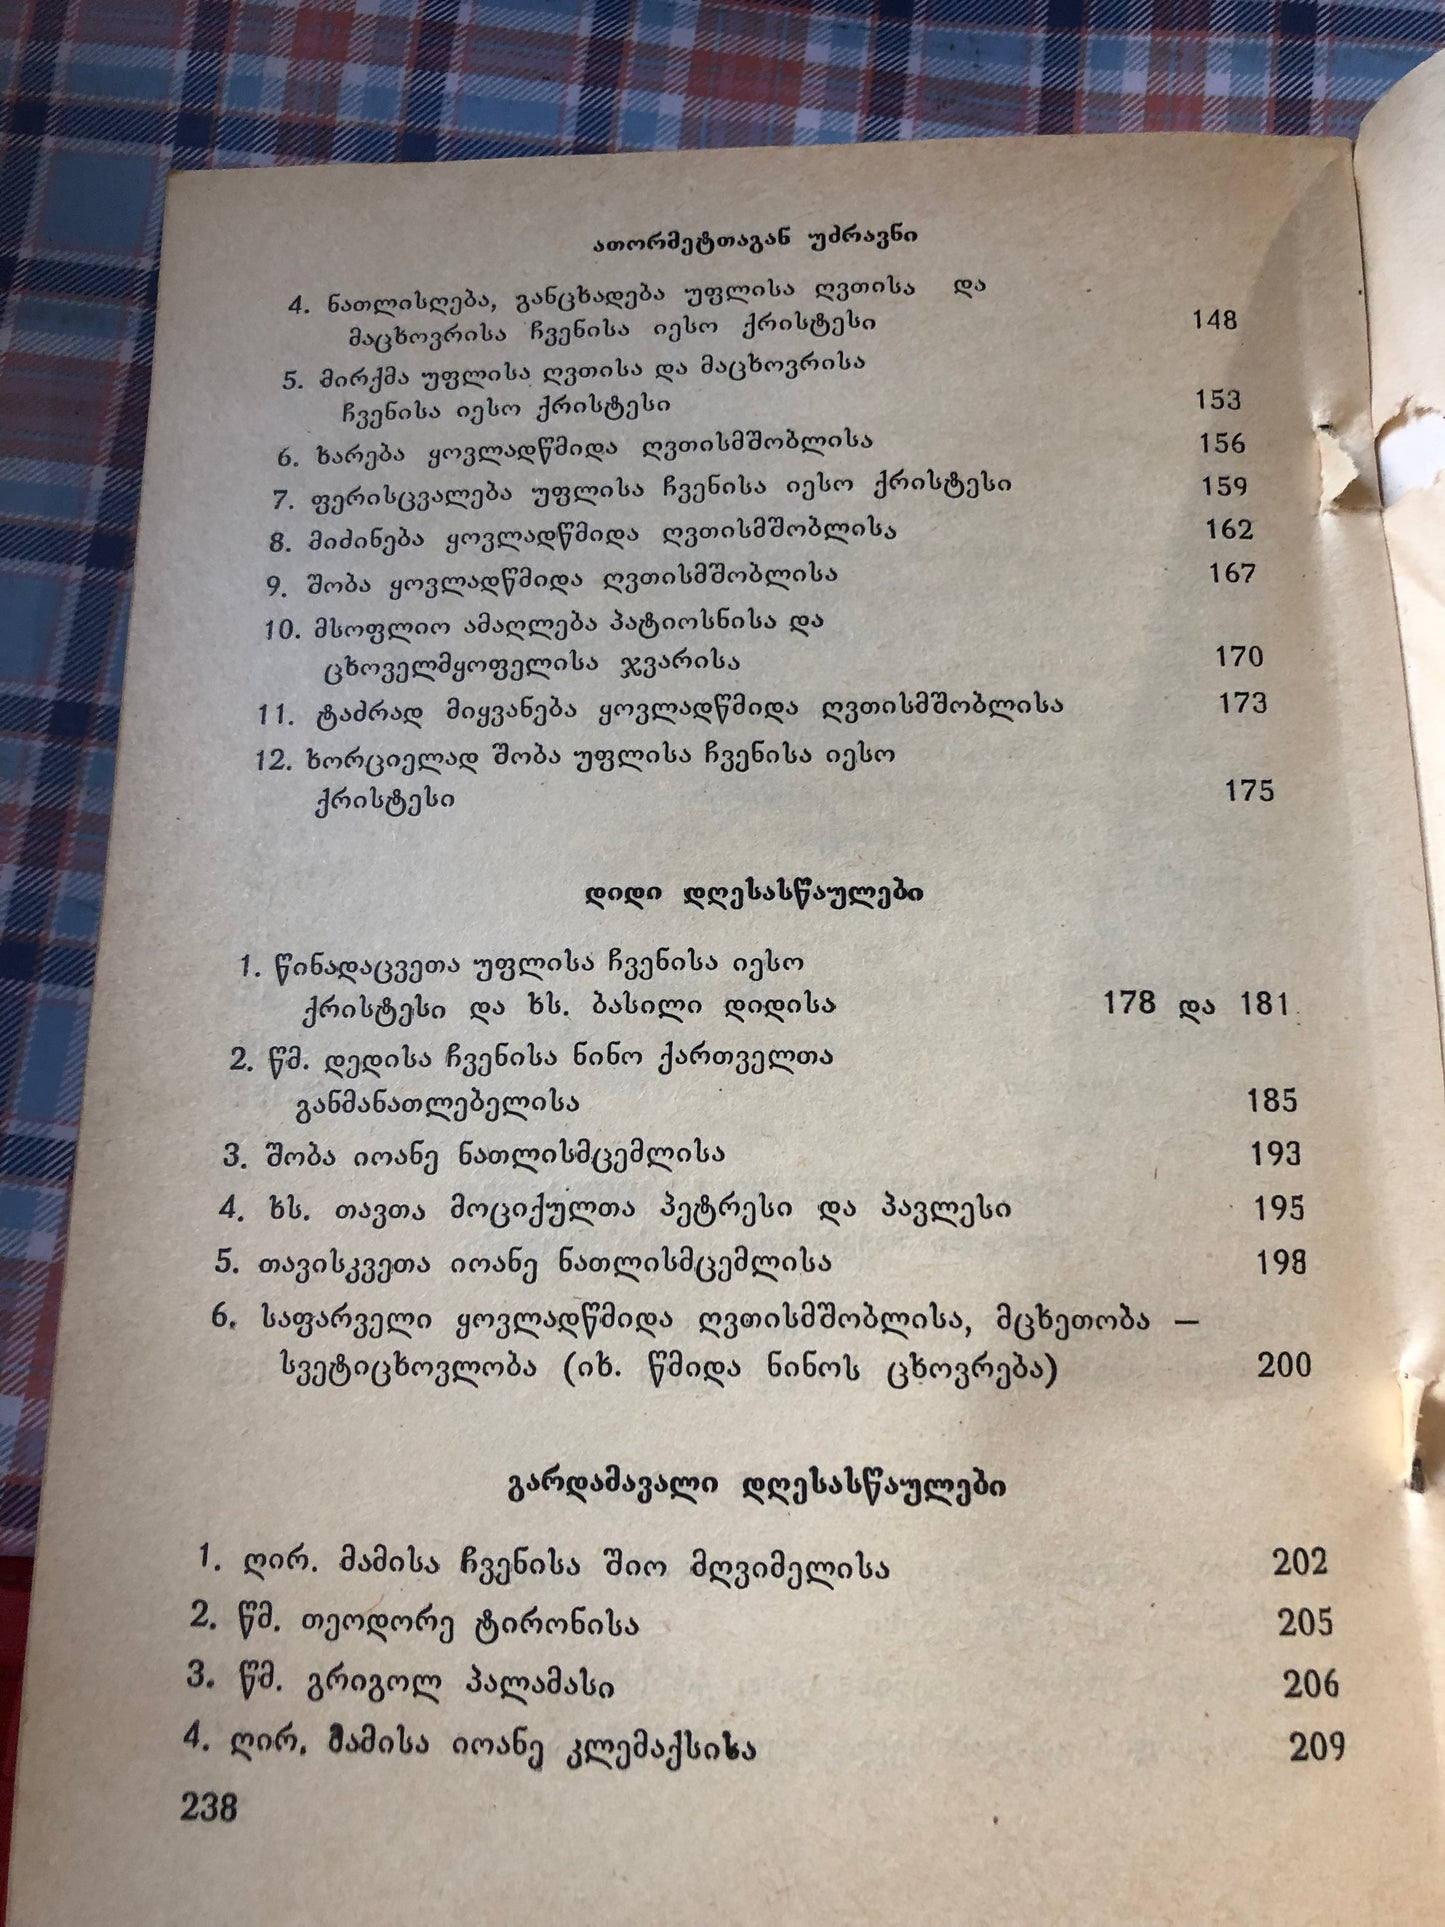 ათორმეტთაგან უძრავნი
4. ნათლისღება, განცხადება უფლისა ღვთისა და
მაცხოვრისა ჩვენისა იესო ქრისტესი 148
5. მირქმა უფლისა ღვთისა და მაცხოვრისა
ჩვენისა იესო ქრისტესი 153
6. ხარება ყოვლადწმიდა ღვთისმშობლისა 156
7. ფერისცვალება უფლისა ჩვენისა იესო ქრისტესი 159
8. მიძინება ყოვლადწმიდა ღვთისმშობლისა 162
9. შობა ყოვლადწმიდა ღვთისმშობლისა 167
10. მსოფლიო ამაღლება პატიოსნისა და
ცხოველმყოფელისა ჯვარისა 170
11. ტაძრად მიყვანება ყოვლადწმიდა ღვთისმშობლისა 173
12. ხორციელად შობა უფლისა ჩვენისა იესო
ქრისტესი 175
დიდი დღესასწაულები
1. წინადაცვეთა უფლისა ჩვენისა იესო
ქრისტესი და ხს. ბასილი დიდისა 178 და 181
2. წმ. დედისა ჩვენისა ნინო ქართველთა
განმანათლებელისა 185
3. შობა იოანე ნათლისმცემლისა 193
4. ხს. თავთა მოციქულთა პეტრესი და პავლესი 195
5. თავისკვეთა იოანე ნათლისმცემლისა 198
6. საფარველი ყოვლადწმიდა ღვთისმშობლისა, მცხეთობა —
სვეტიცხოვლობა (იხ. წმიდა ნინოს ცხოვრება) 200
გარდამავალი დღესასწაულები
1. ღირ. მამისა ჩვენისა შიო მღვიმელისა 202
2. წმ. თეოდორე ტირონისა 205
3. წმ. გრიგოლ პალამასი 206
4. ღირ. მამისა იოანე კლემაქსისა 209
238